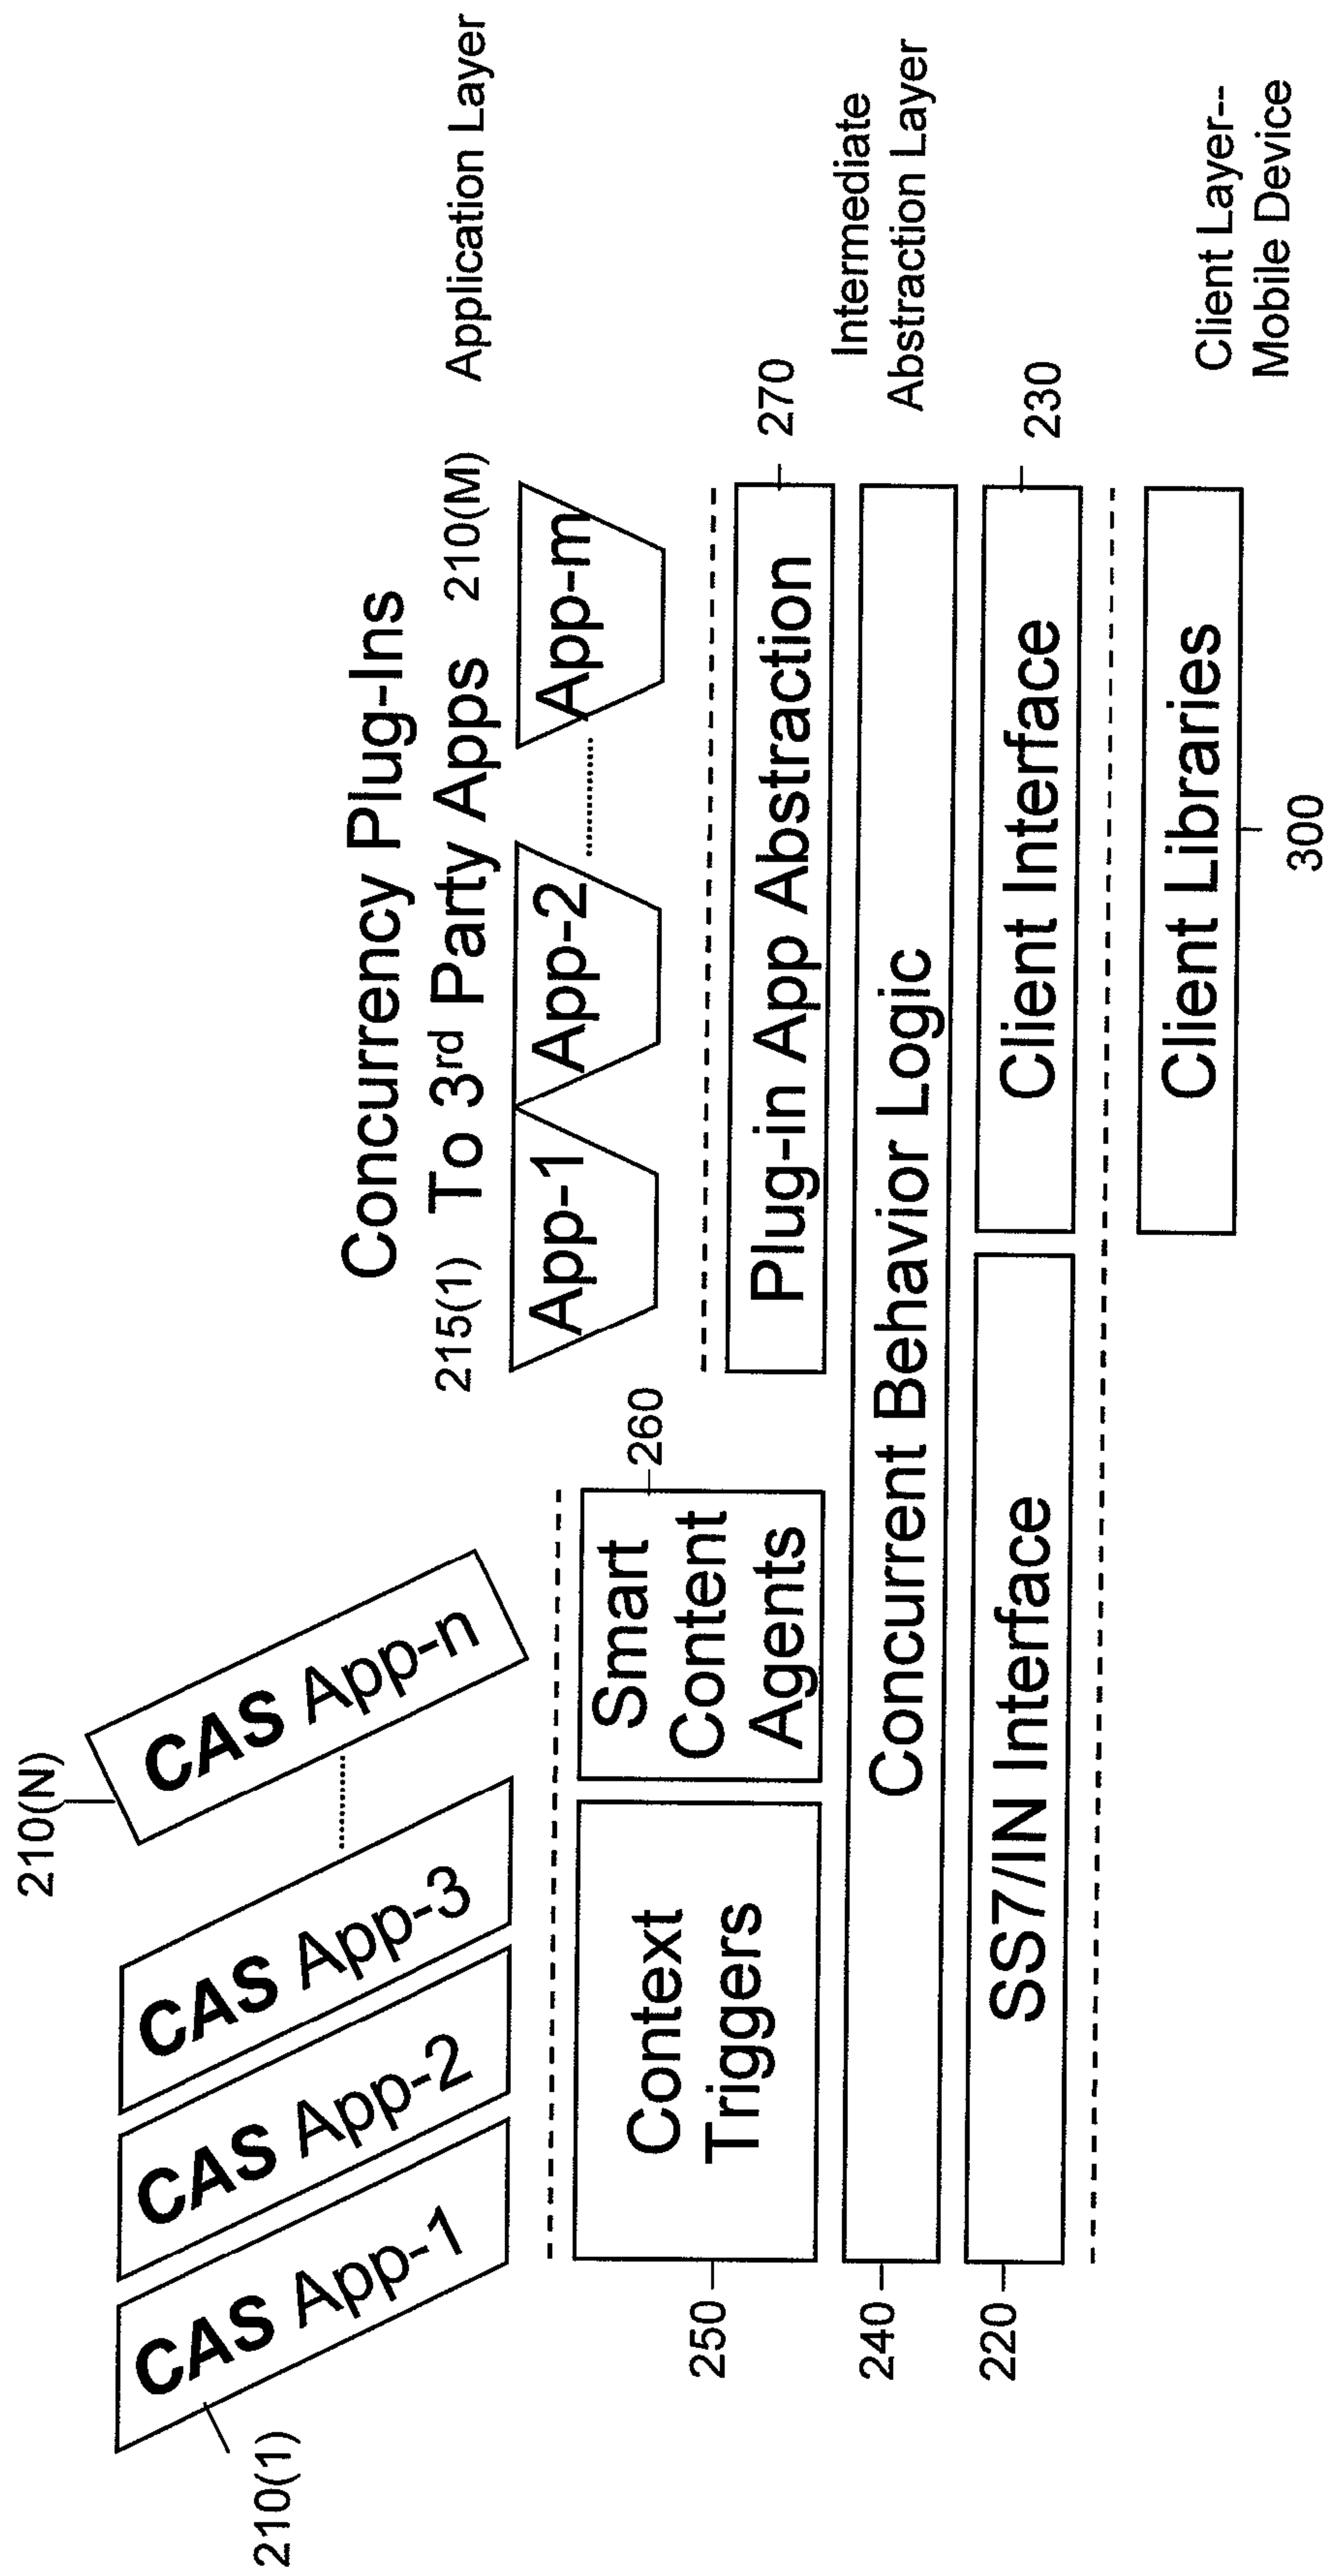 210(N)
210(1)
CAS App-1
CAS App-2
CAS App-3
CAS App-n
Concurrency Plug-Ins
215(1) To 3rd Party Apps 210(M)
Application Layer
App-1
App-2
App-m
250
Context
Triggers
Smart
Content
Agents
260
Plug-in App Abstraction
270
Intermediate
Abstraction Layer
240
Concurrent Behavior Logic
220
SS7/IN Interface
Client Interface
230
Client Libraries
300
Client Layer--
Mobile Device